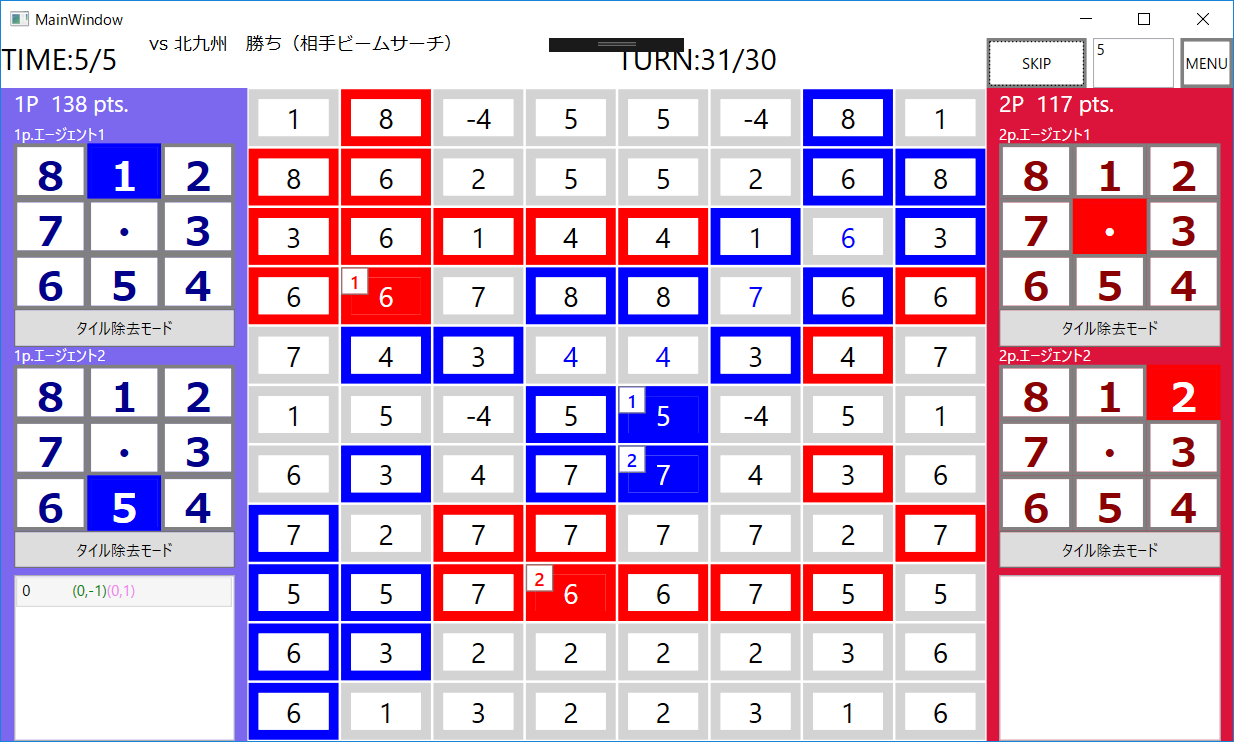 MainWindow
vs 北九州　勝ち（相手ビームサーチ）
TIME:5/5
TURN:31/30
SKIP
5
MENU
1P 138 pts.
1p.エージェント1
8 1 2
7 ・ 3
6 5 4
タイル除去モード
1p.エージェント2
8 1 2
7 ・ 3
6 5 4
タイル除去モード
0 (0,-1)(0,1)
1 8 -4 5 5 -4 8 1
8 6 2 5 5 2 6 8
3 6 1 4 4 1 6 3
6 1 6 7 8 8 7 6 6
7 4 3 4 4 3 4 7
1 5 -4 5 1 5 -4 5 1
6 3 4 7 2 7 4 3 6
7 2 7 7 7 7 2 7
5 5 7 2 6 6 7 5 5
6 3 2 2 2 2 3 6
6 1 3 2 2 3 1 6
2P 117 pts.
2p.エージェント1
8 1 2
7 ・ 3
6 5 4
タイル除去モード
2p.エージェント2
8 1 2
7 ・ 3
6 5 4
タイル除去モード